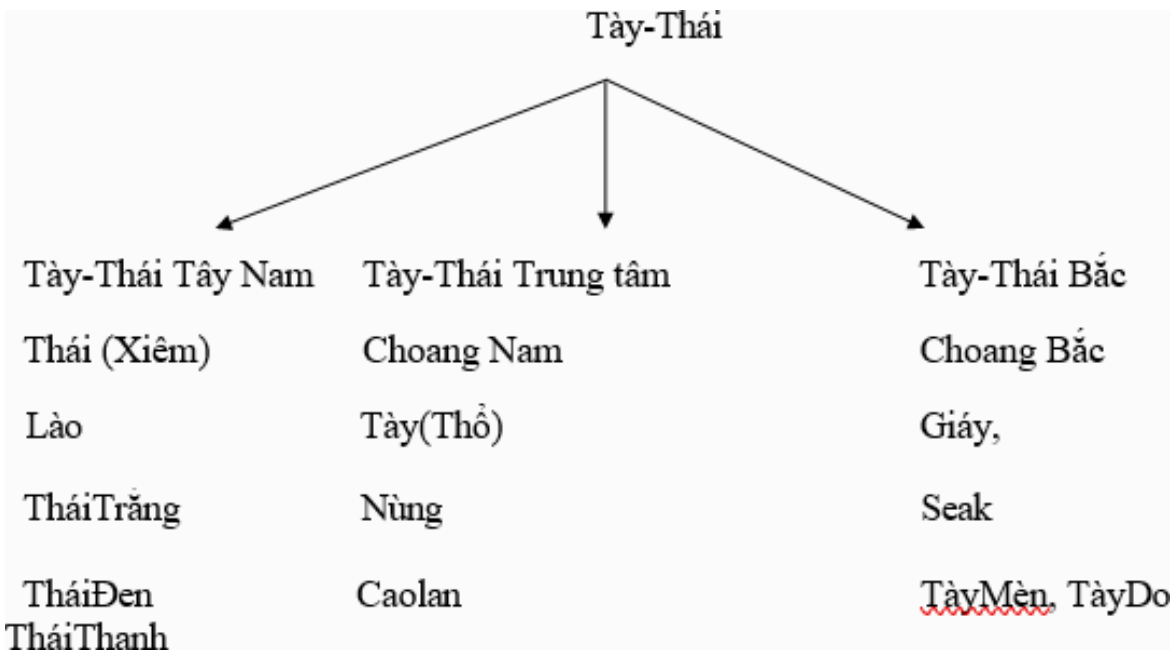 Tày-Thái
Tày-Thái Tây Nam Tày-Thái Trung tâm Tày-Thái Bắc
Thái (Xiêm) Choang Nam Choang Bắc
Lào Tày(Thổ) Giáy,
TháiTrắng Nùng Seak
TháiĐen Caolan TàyMèn, TàyDo
TháiThanh